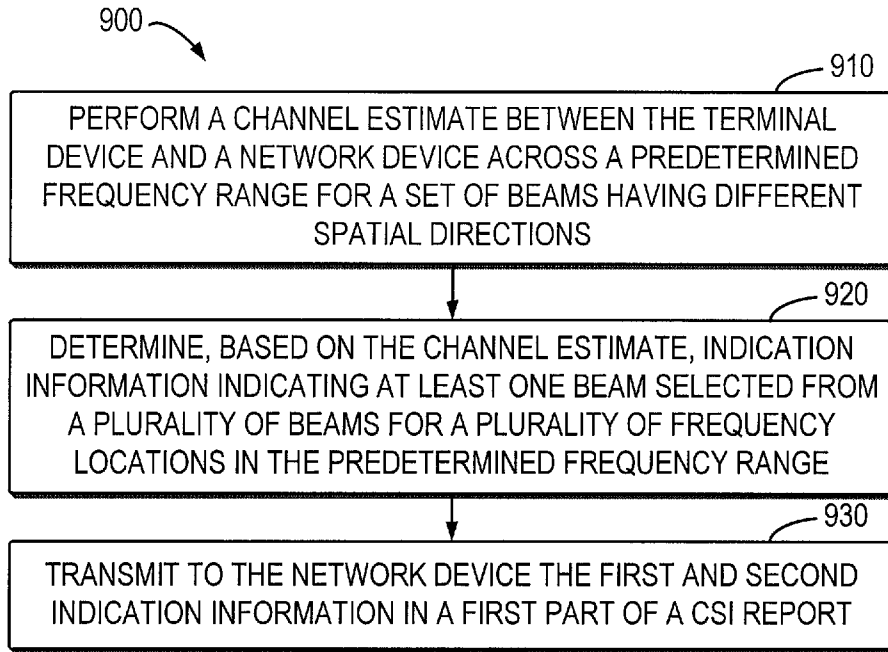 900
910
PERFORM A CHANNEL ESTIMATE BETWEEN THE TERMINAL
DEVICE AND A NETWORK DEVICE ACROSS A PREDETERMINED
FREQUENCY RANGE FOR A SET OF BEAMS HAVING DIFFERENT
SPATIAL DIRECTIONS
920
DETERMINE, BASED ON THE CHANNEL ESTIMATE, INDICATION
INFORMATION INDICATING AT LEAST ONE BEAM SELECTED FROM
A PLURALITY OF BEAMS FOR A PLURALITY OF FREQUENCY
LOCATIONS IN THE PREDETERMINED FREQUENCY RANGE
930
TRANSMIT TO THE NETWORK DEVICE THE FIRST AND SECOND
INDICATION INFORMATION IN A FIRST PART OF A CSI REPORT